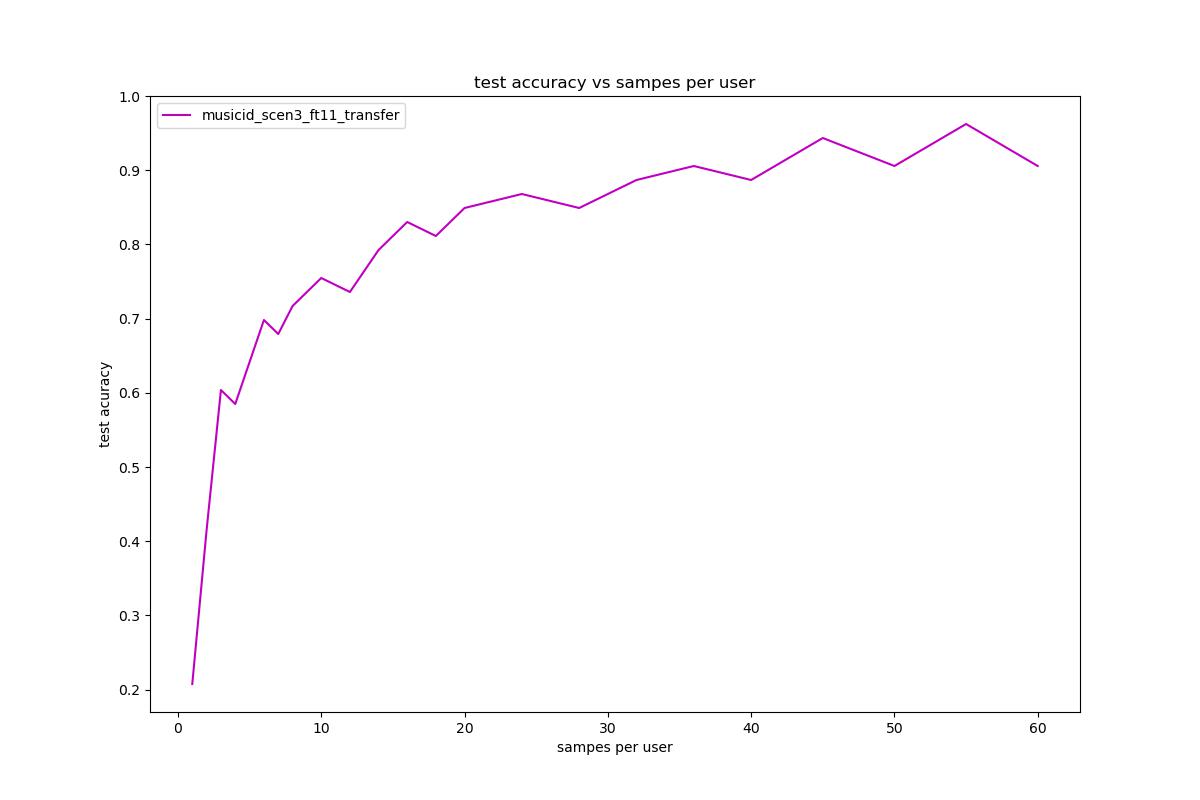 test accuracy vs sampes per user
musicid_scen3_ft11_transfer
1.0
0.9
0.8
0.7
0.6
0.5
0.4
0.3
0.2
test acuracy
0 10 20 30 40 50 60
sampes per user